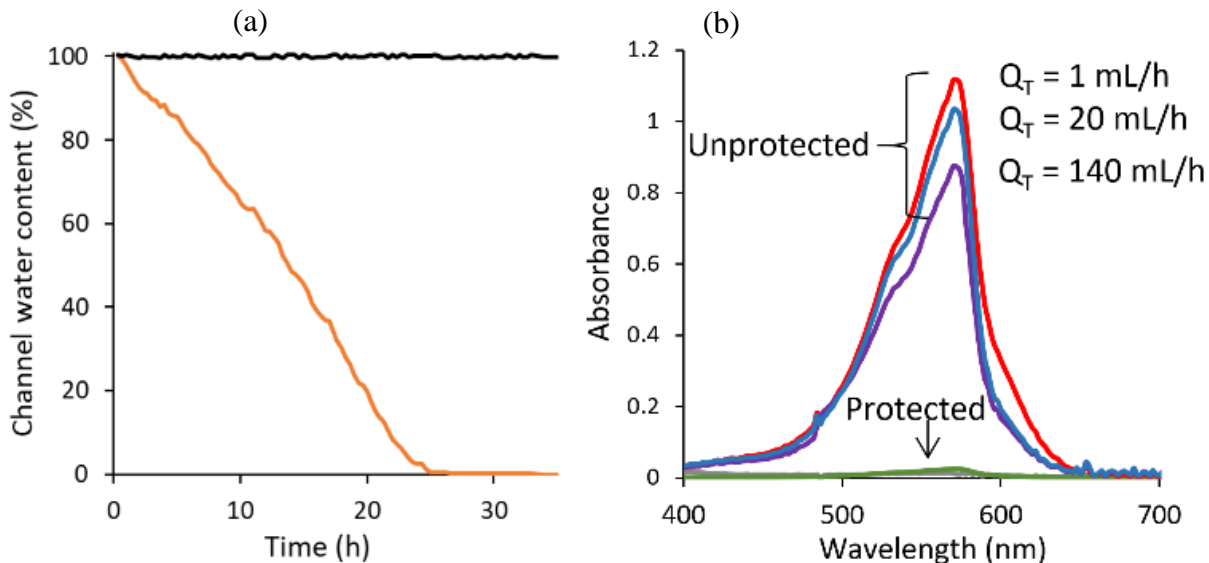 (a)
Channel water content (%)
100
80
60
40
20
0
0
10
20
30
Time (h)
(b)
Absorbance
1.2
1
0.8
0.6
0.4
0.2
0
Unprotected
Q_T = 1 mL/h
Q_T = 20 mL/h
Q_T = 140 mL/h
Protected
400
500
600
700
Wavelength (nm)